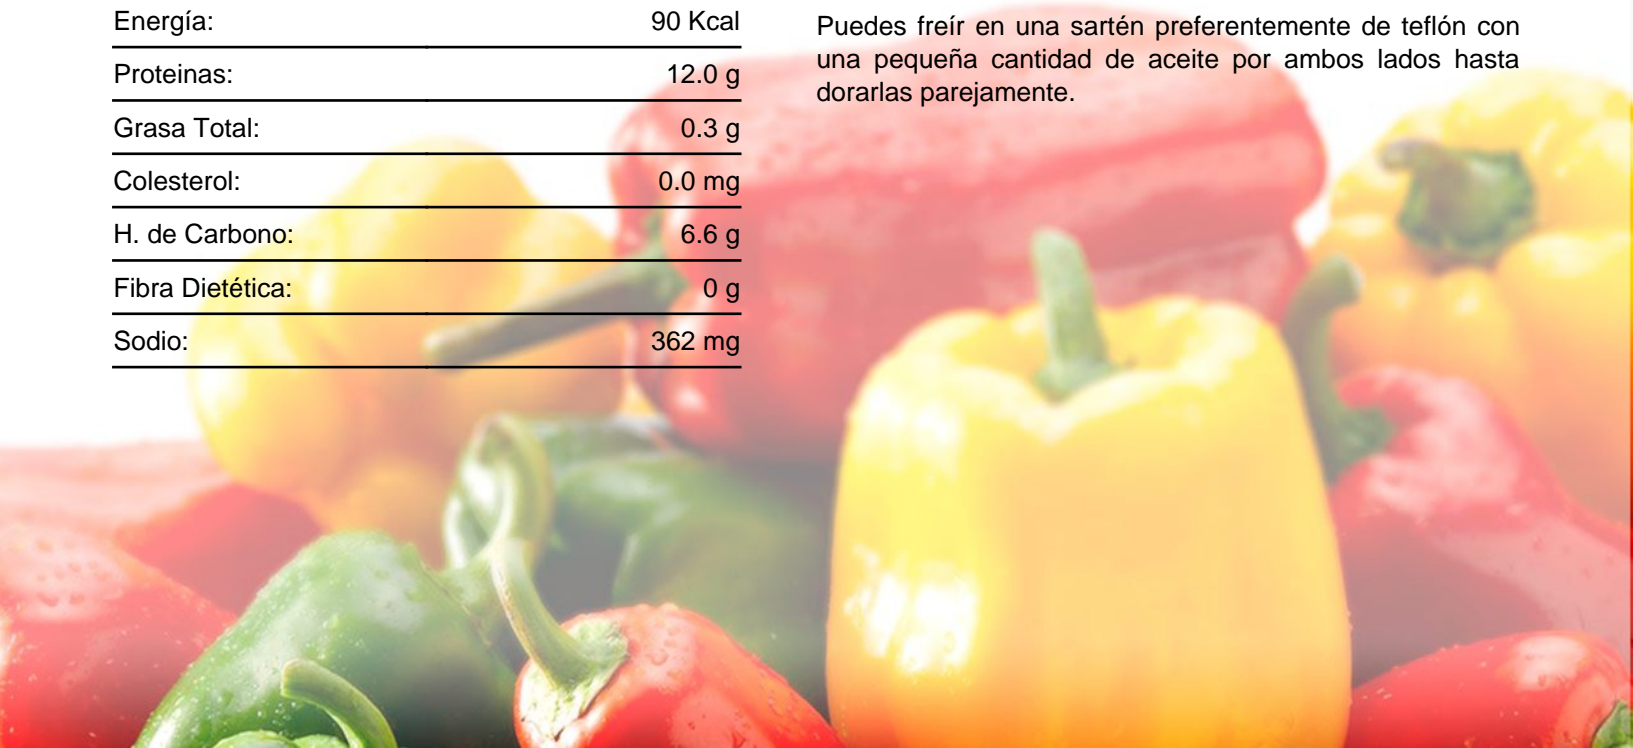 Energía: 90 Kcal
Proteinas: 12.0 g
Grasa Total: 0.3 g
Colesterol: 0.0 mg
H. de Carbono: 6.6 g
Fibra Dietética: 0 g
Sodio: 362 mg
Puedes freír en una sartén preferentemente de teflón con
una pequeña cantidad de aceite por ambos lados hasta
dorarlas parejamente.